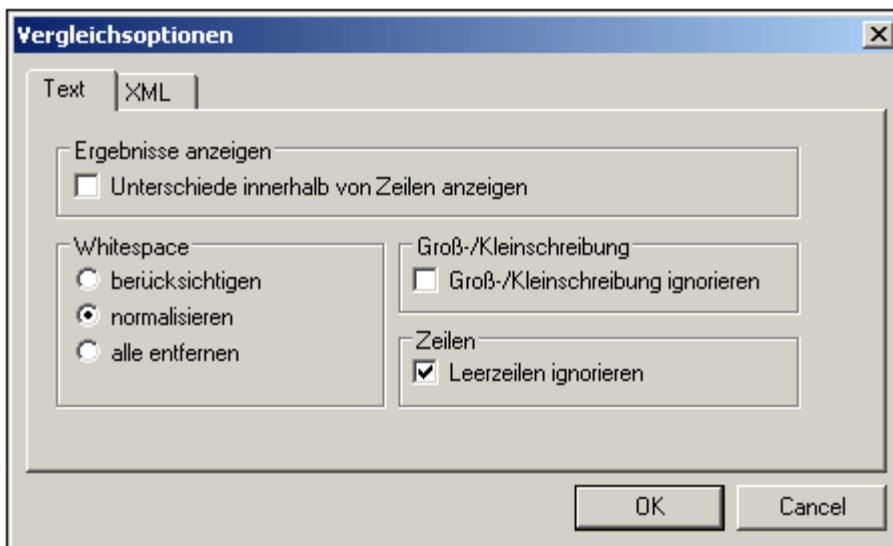 Vergleichsoptionen
Text XML
Ergebnisse anzeigen
Unterschiede innerhalb von Zeilen anzeigen
Whitespace
berücksichtigen
normalisieren
alle entfernen
Groß-/Kleinschreibung
Groß-/Kleinschreibung ignorieren
Zeilen
Leerzeilen ignorieren
OK Cancel